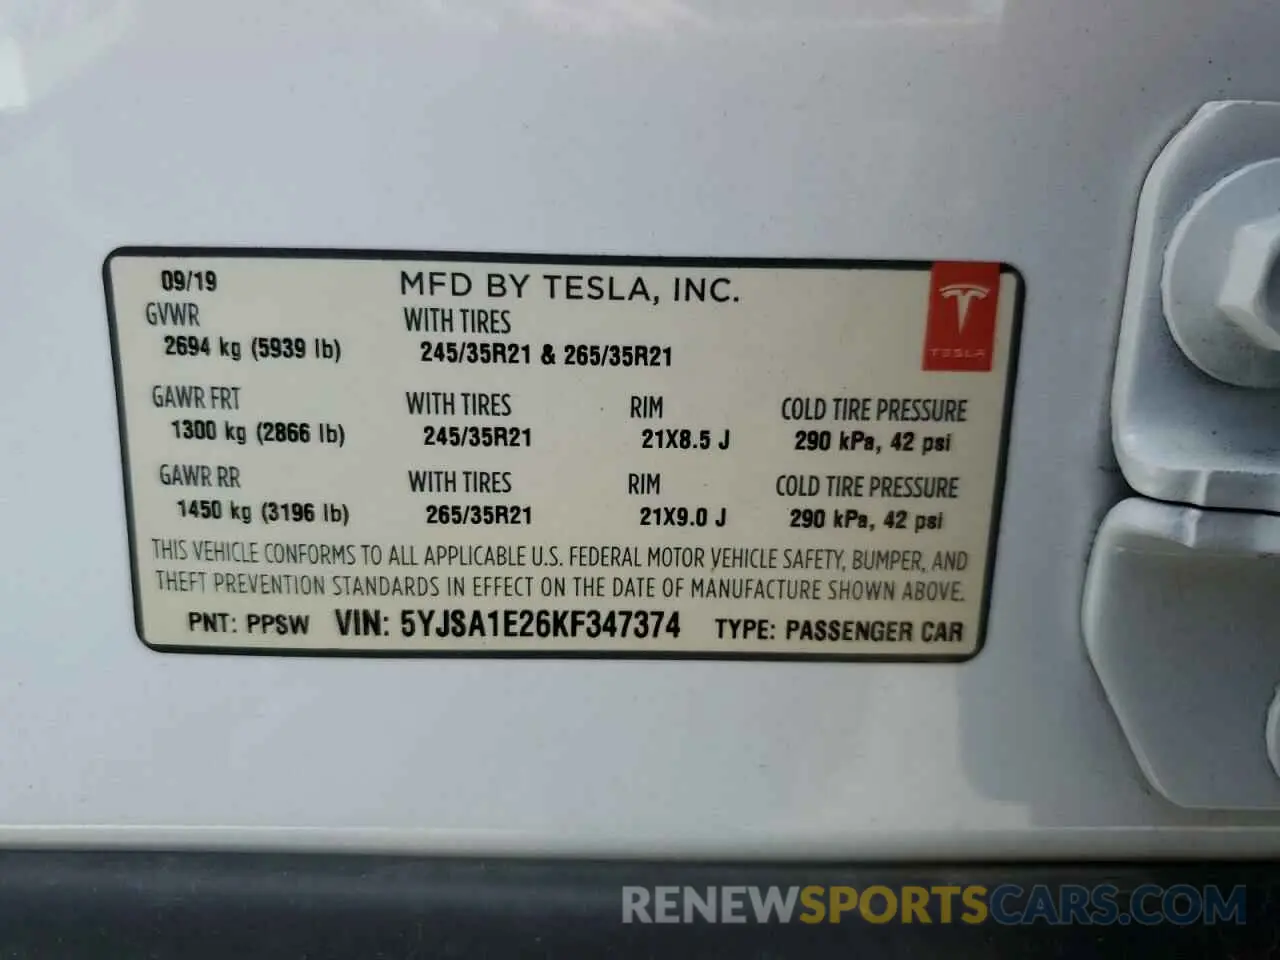 09/19 MFD BY TESLA, INC.
GVWR WITH TIRES
2694 kg (5939 lb) 245/35R21 & 265/35R21
TESLA
GAWR FRT WITH TIRES RIM COLD TIRE PRESSURE
1300 kg (2866 lb) 245/35R21 21X8.5 J 290 kPa, 42 psi
GAWR RR WITH TIRES RIM COLD TIRE PRESSURE
1450 kg (3196 lb) 265/35R21 21X9.0 J 290 kPa, 42 psi
THIS VEHICLE CONFORMS TO ALL APPLICABLE U.S. FEDERAL MOTOR VEHICLE SAFETY, BUMPER, AND
THEFT PREVENTION STANDARDS IN EFFECT ON THE DATE OF MANUFACTURE SHOWN ABOVE.
PNT: PPSW VIN: 5YJSA1E26KF347374 TYPE: PASSENGER CAR
RENEWSPORTSCARS.COM